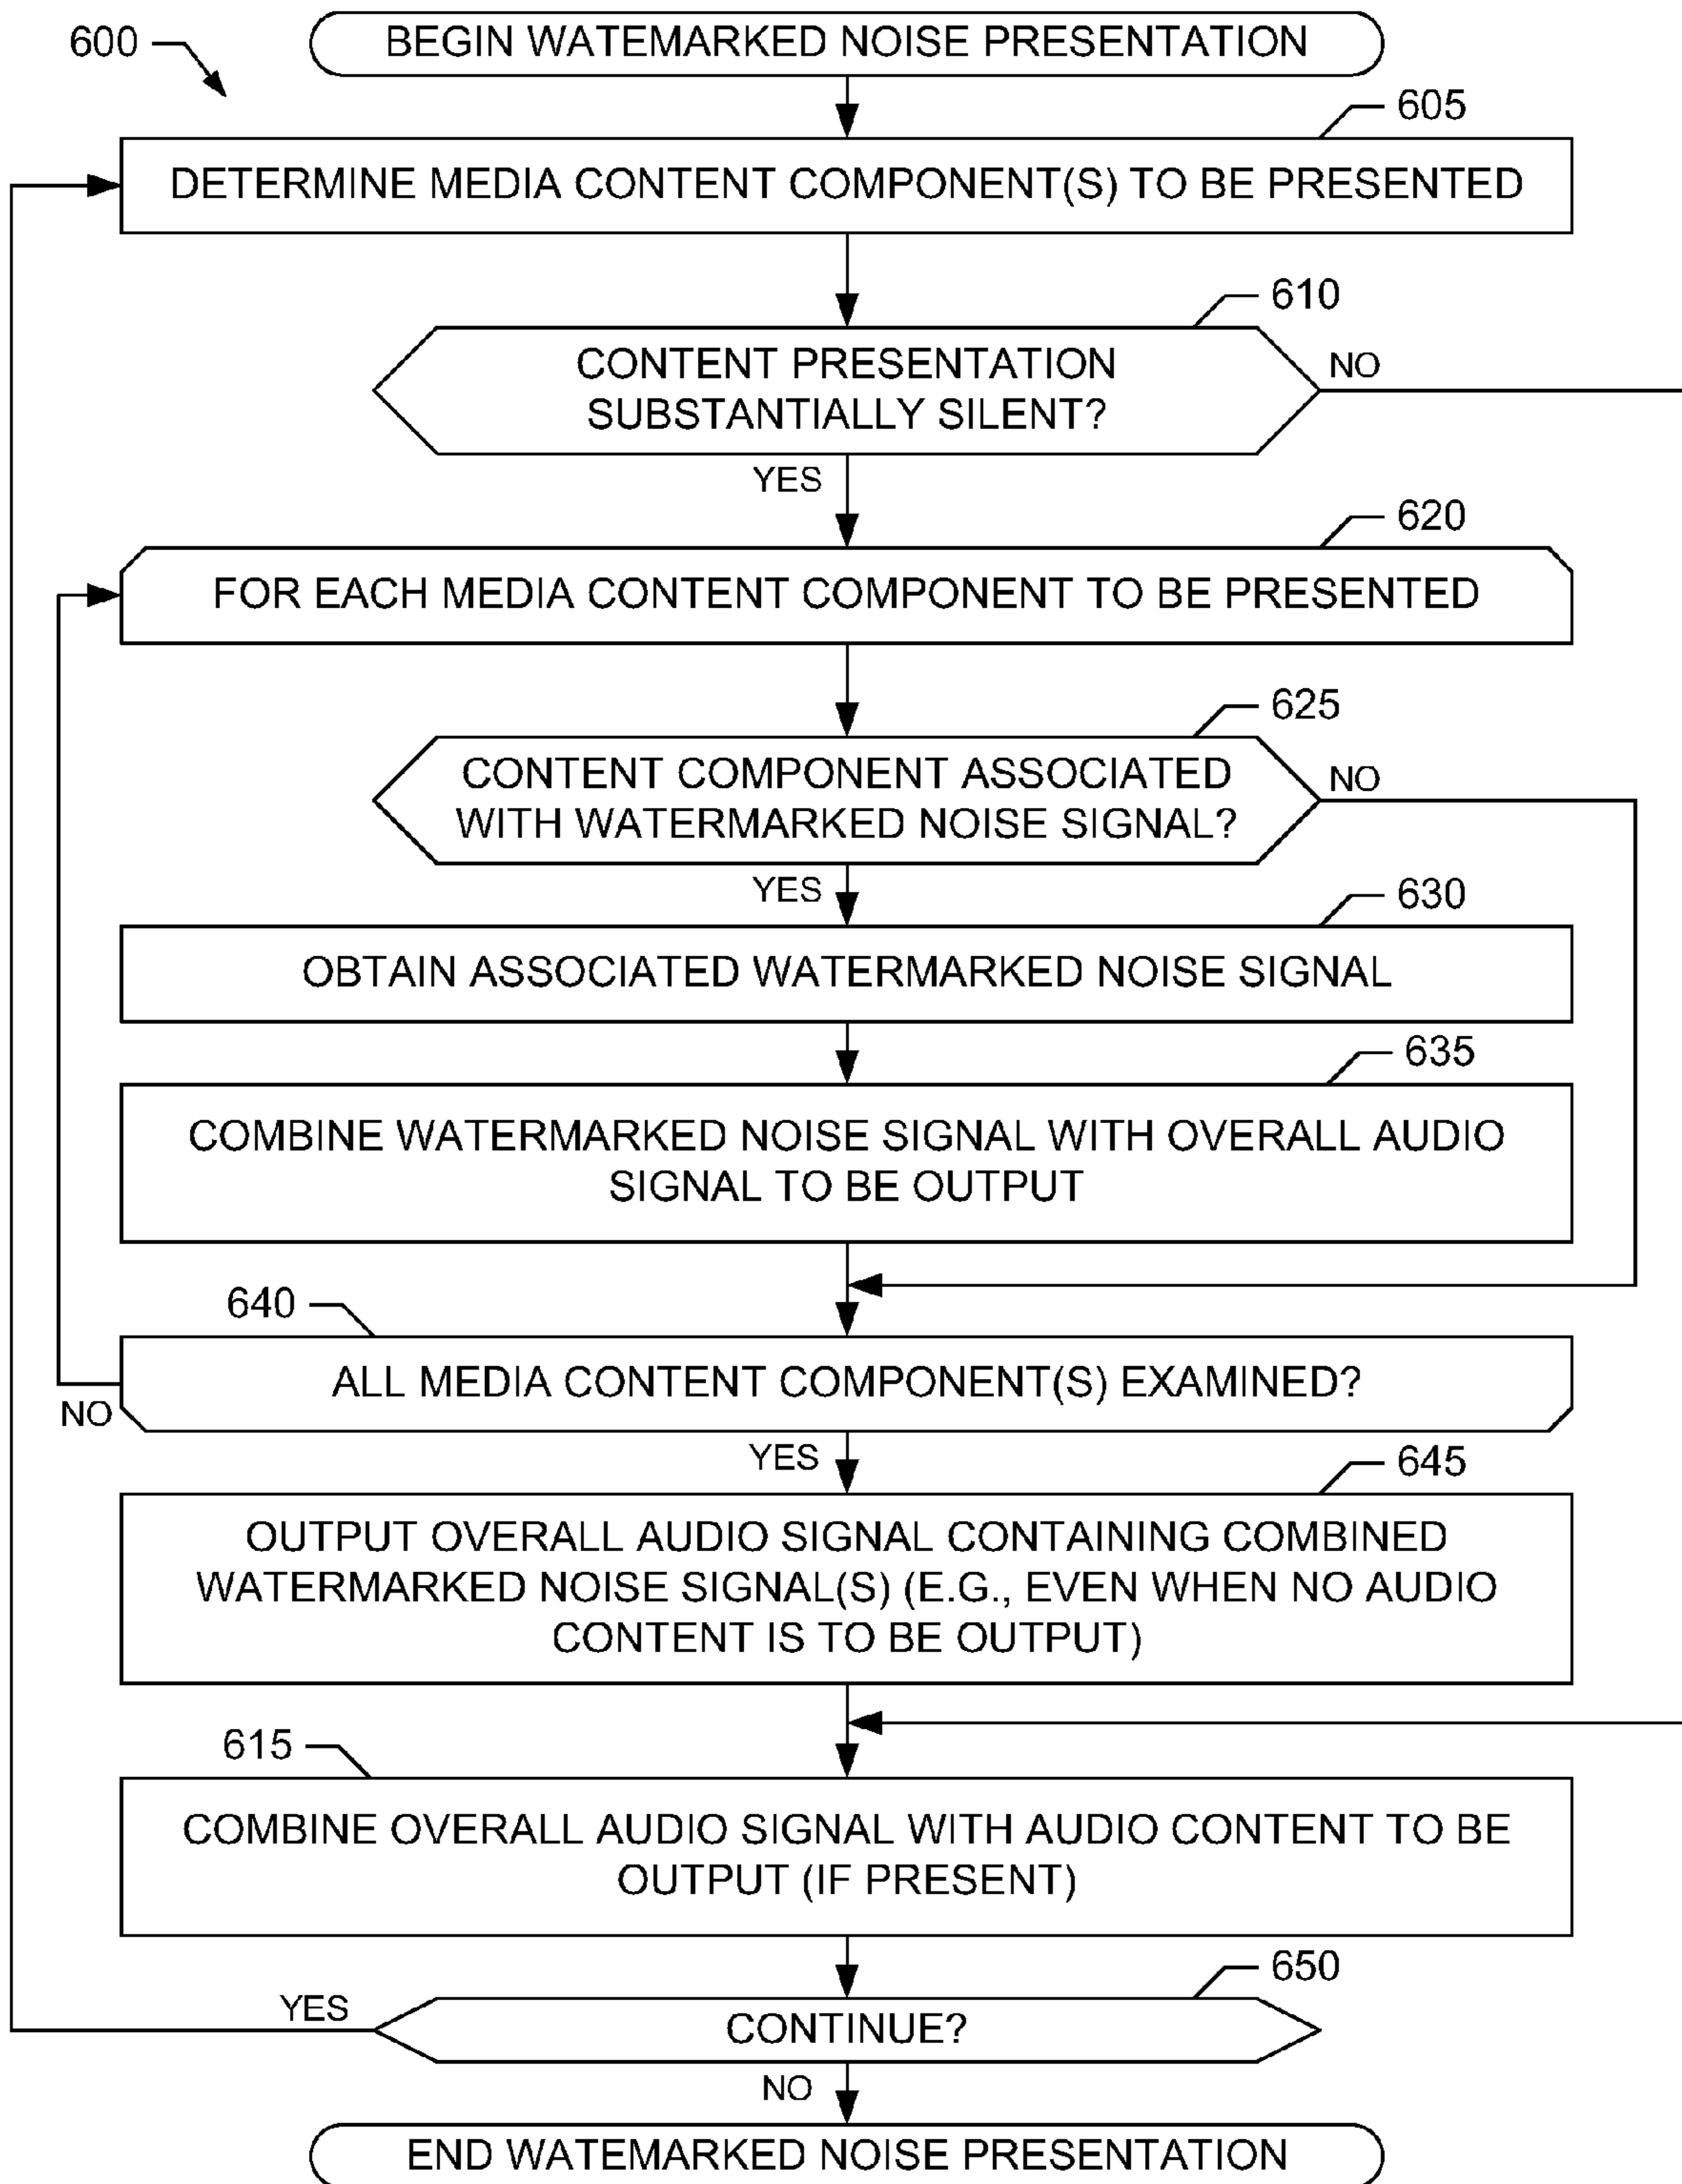 600
BEGIN WATEMARKED NOISE PRESENTATION
605
DETERMINE MEDIA CONTENT COMPONENT(S) TO BE PRESENTED
610
CONTENT PRESENTATION
SUBSTANTIALLY SILENT?
NO
YES
620
FOR EACH MEDIA CONTENT COMPONENT TO BE PRESENTED
625
CONTENT COMPONENT ASSOCIATED
WITH WATERMARKED NOISE SIGNAL?
NO
YES
630
OBTAIN ASSOCIATED WATERMARKED NOISE SIGNAL
635
COMBINE WATERMARKED NOISE SIGNAL WITH OVERALL AUDIO
SIGNAL TO BE OUTPUT
640
ALL MEDIA CONTENT COMPONENT(S) EXAMINED?
NO
YES
645
OUTPUT OVERALL AUDIO SIGNAL CONTAINING COMBINED
WATERMARKED NOISE SIGNAL(S) (E.G., EVEN WHEN NO AUDIO
CONTENT IS TO BE OUTPUT)
615
COMBINE OVERALL AUDIO SIGNAL WITH AUDIO CONTENT TO BE
OUTPUT (IF PRESENT)
650
YES
CONTINUE?
NO
END WATEMARKED NOISE PRESENTATION